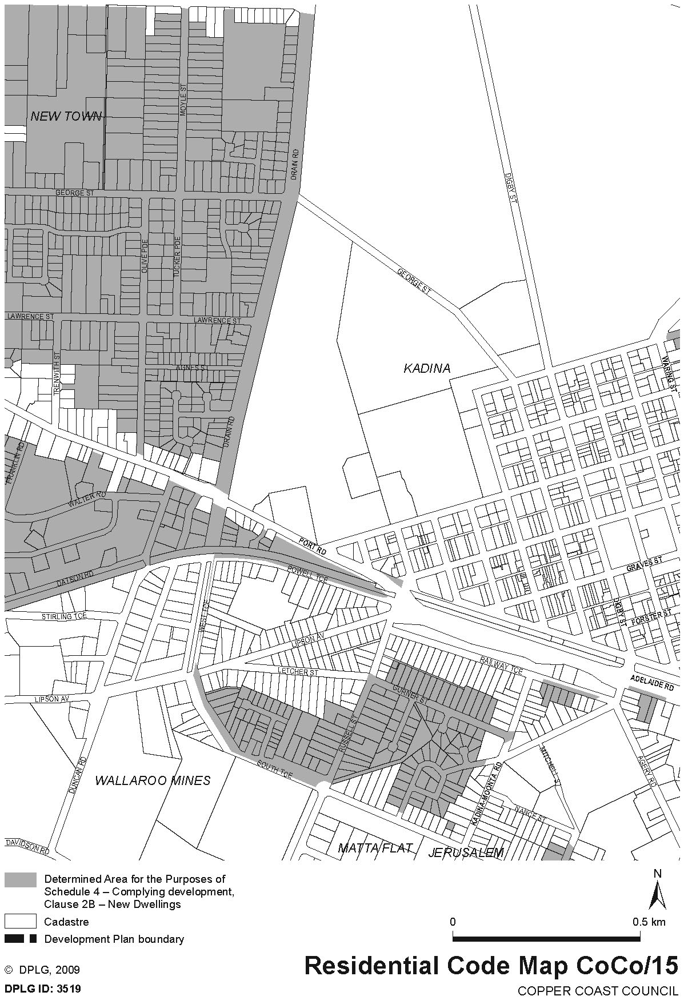 NEW TOWN
MOYLE ST
DRAIN RD
DIGBY ST
GEORGE ST
OLIVE PDE
TUCKER PDE
GEORGE ST
LAWRENCE ST
LAWRENCE ST
TRENWITH ST
AGNES S
KADINA
WARING ST
DRAIN RD
FRANKLIN RD
WALTER RD
PORT RD
GRAVES ST
DATSON RD
POWELL TCE
STIRLING TCE
WEST TCE
DIGBY ST
FORSTER ST
LIPSON AV
RAILWAY TCE
LETCHER ST
ADELAIDE RD
GURNER ST
LIPSON AV
RUSSELL ST
SOUTH TCE
DUNCAN RD
WALLAROO MINES
MITCHELL ST
AGERY RD
KADINA-MOONTA RD
NANCE ST
DAVIDSON RD
MATTA FLAT
JERUSALEM
Determined Area for the Purposes of
Schedule 4 – Complying development,
Clause 2B – New Dwellings
Cadastre
Development Plan boundary
N
0 0.5 km
© DPLG, 2009
DPLG ID: 3519
Residential Code Map CoCo/15
COPPER COAST COUNCIL